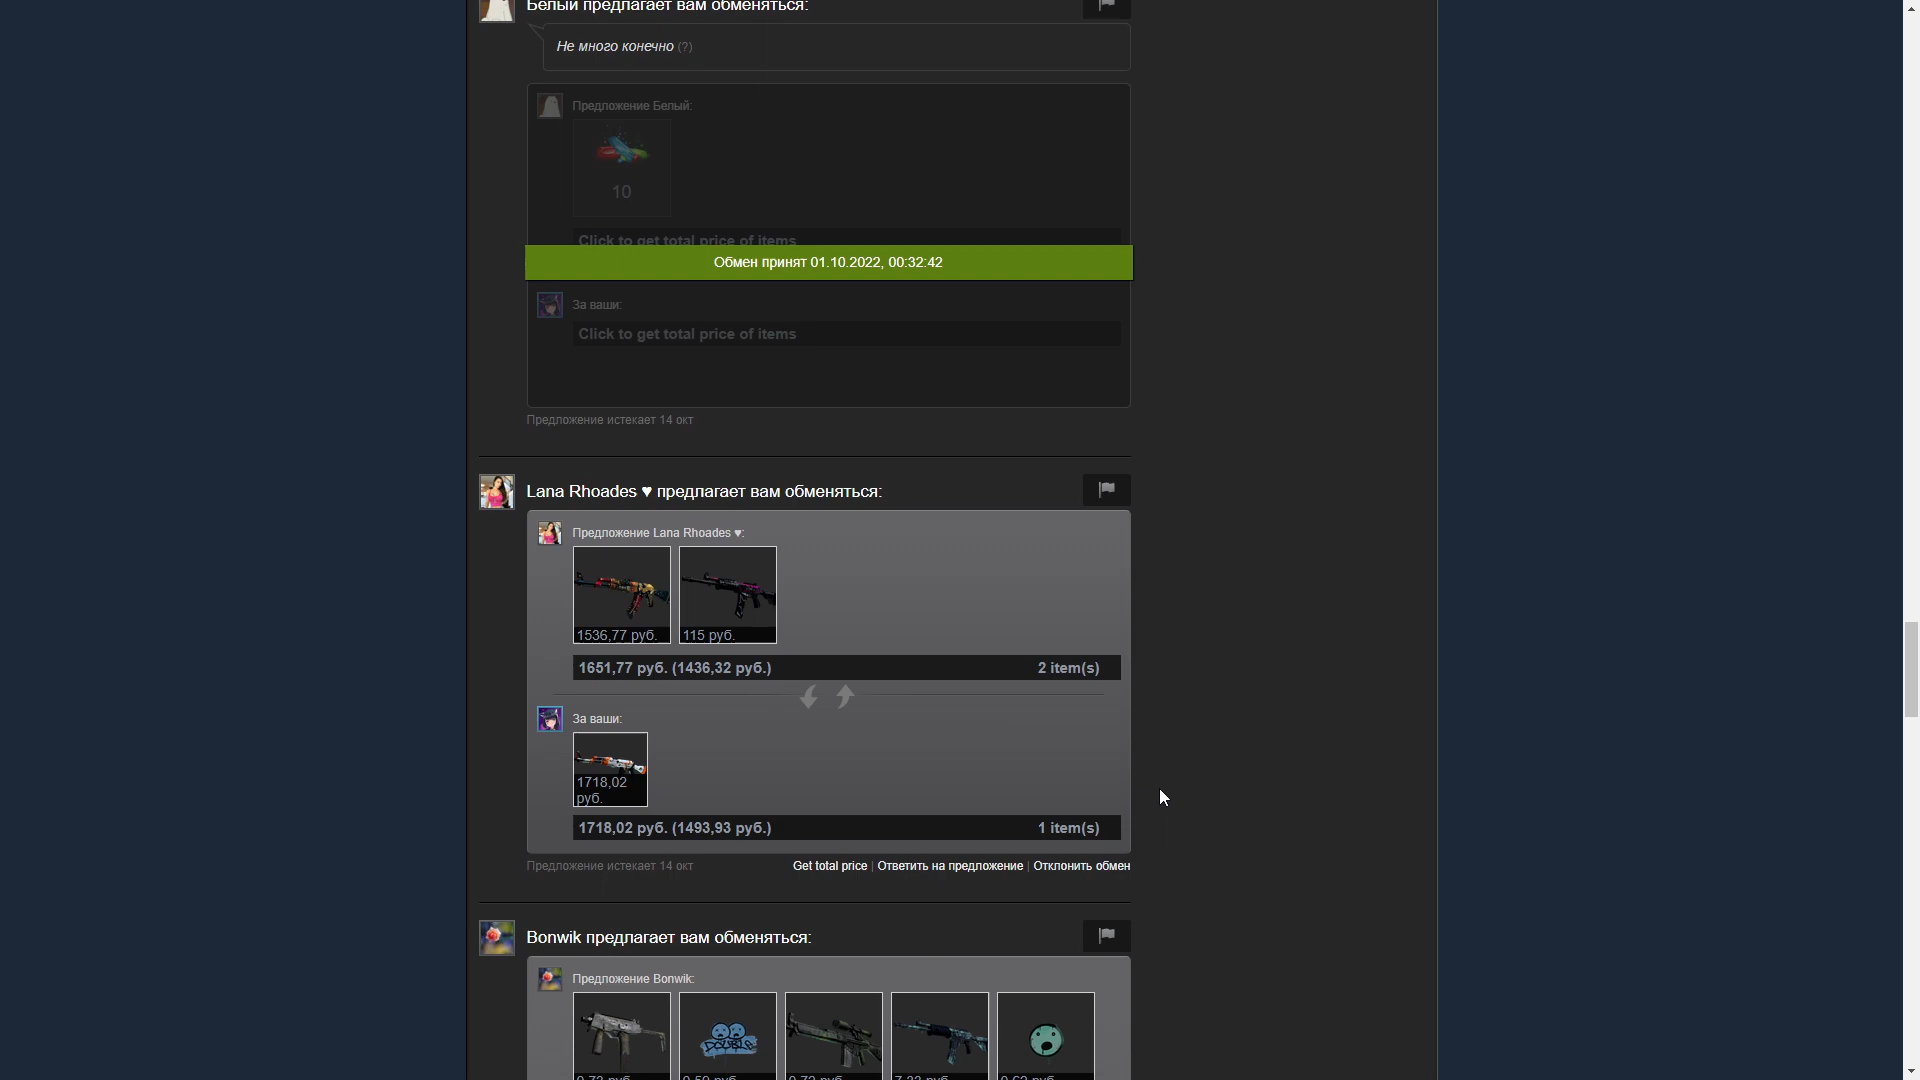 Белый предлагает вам обменяться:
Не много конечно (?)
Предложение Белый:
10
Click to get total price of items
Обмен принят 01.10.2022, 00:32:42
За ваши:
Click to get total price of items
Предложение истекает 14 окт
Lana Rhoades ♥ предлагает вам обменяться:
Предложение Lana Rhoades ♥:
1536,77 руб. 115 руб.
1651,77 руб. (1436,32 руб.) 2 item(s)
За ваши:
1718,02
руб.
1718,02 руб. (1493,93 руб.) 1 item(s)
Предложение истекает 14 окт Get total price | Ответить на предложение | Отклонить обмен
Bonwik предлагает вам обменяться:
Предложение Bonwik:
DOUBLE